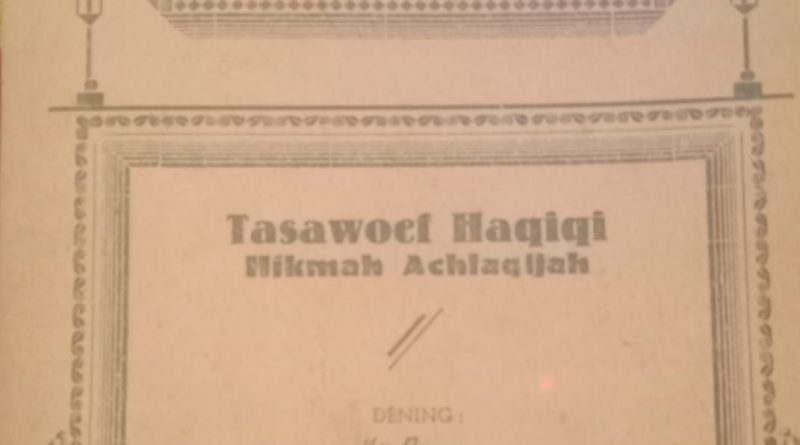 Tasawoef Haqiqi
Hikmah Achlaqijah
DENING :